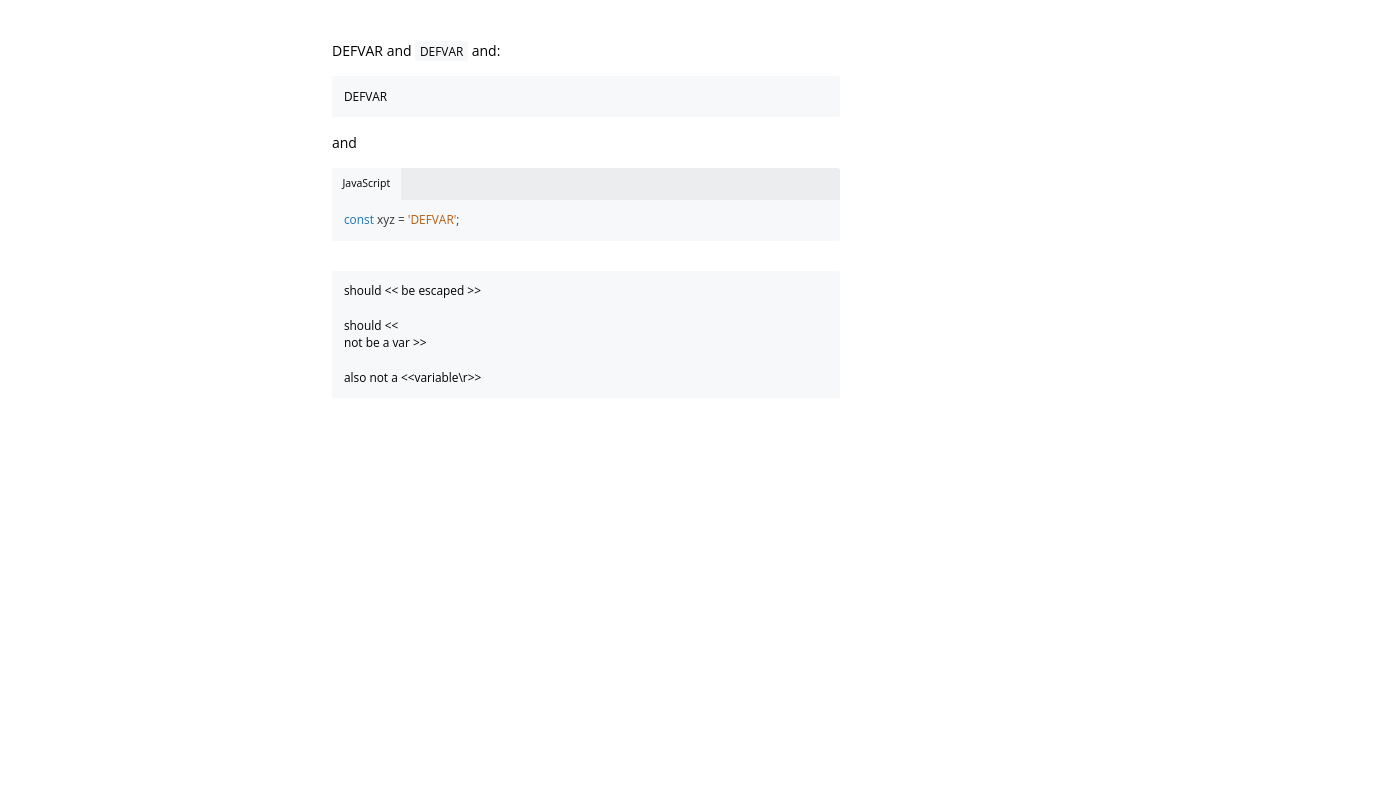 DEFVAR and DEFVAR and:
DEFVAR
and
JavaScript
const xyz = 'DEFVAR';
should << be escaped >>
should <<
not be a var >>
also not a <<variable\r>>